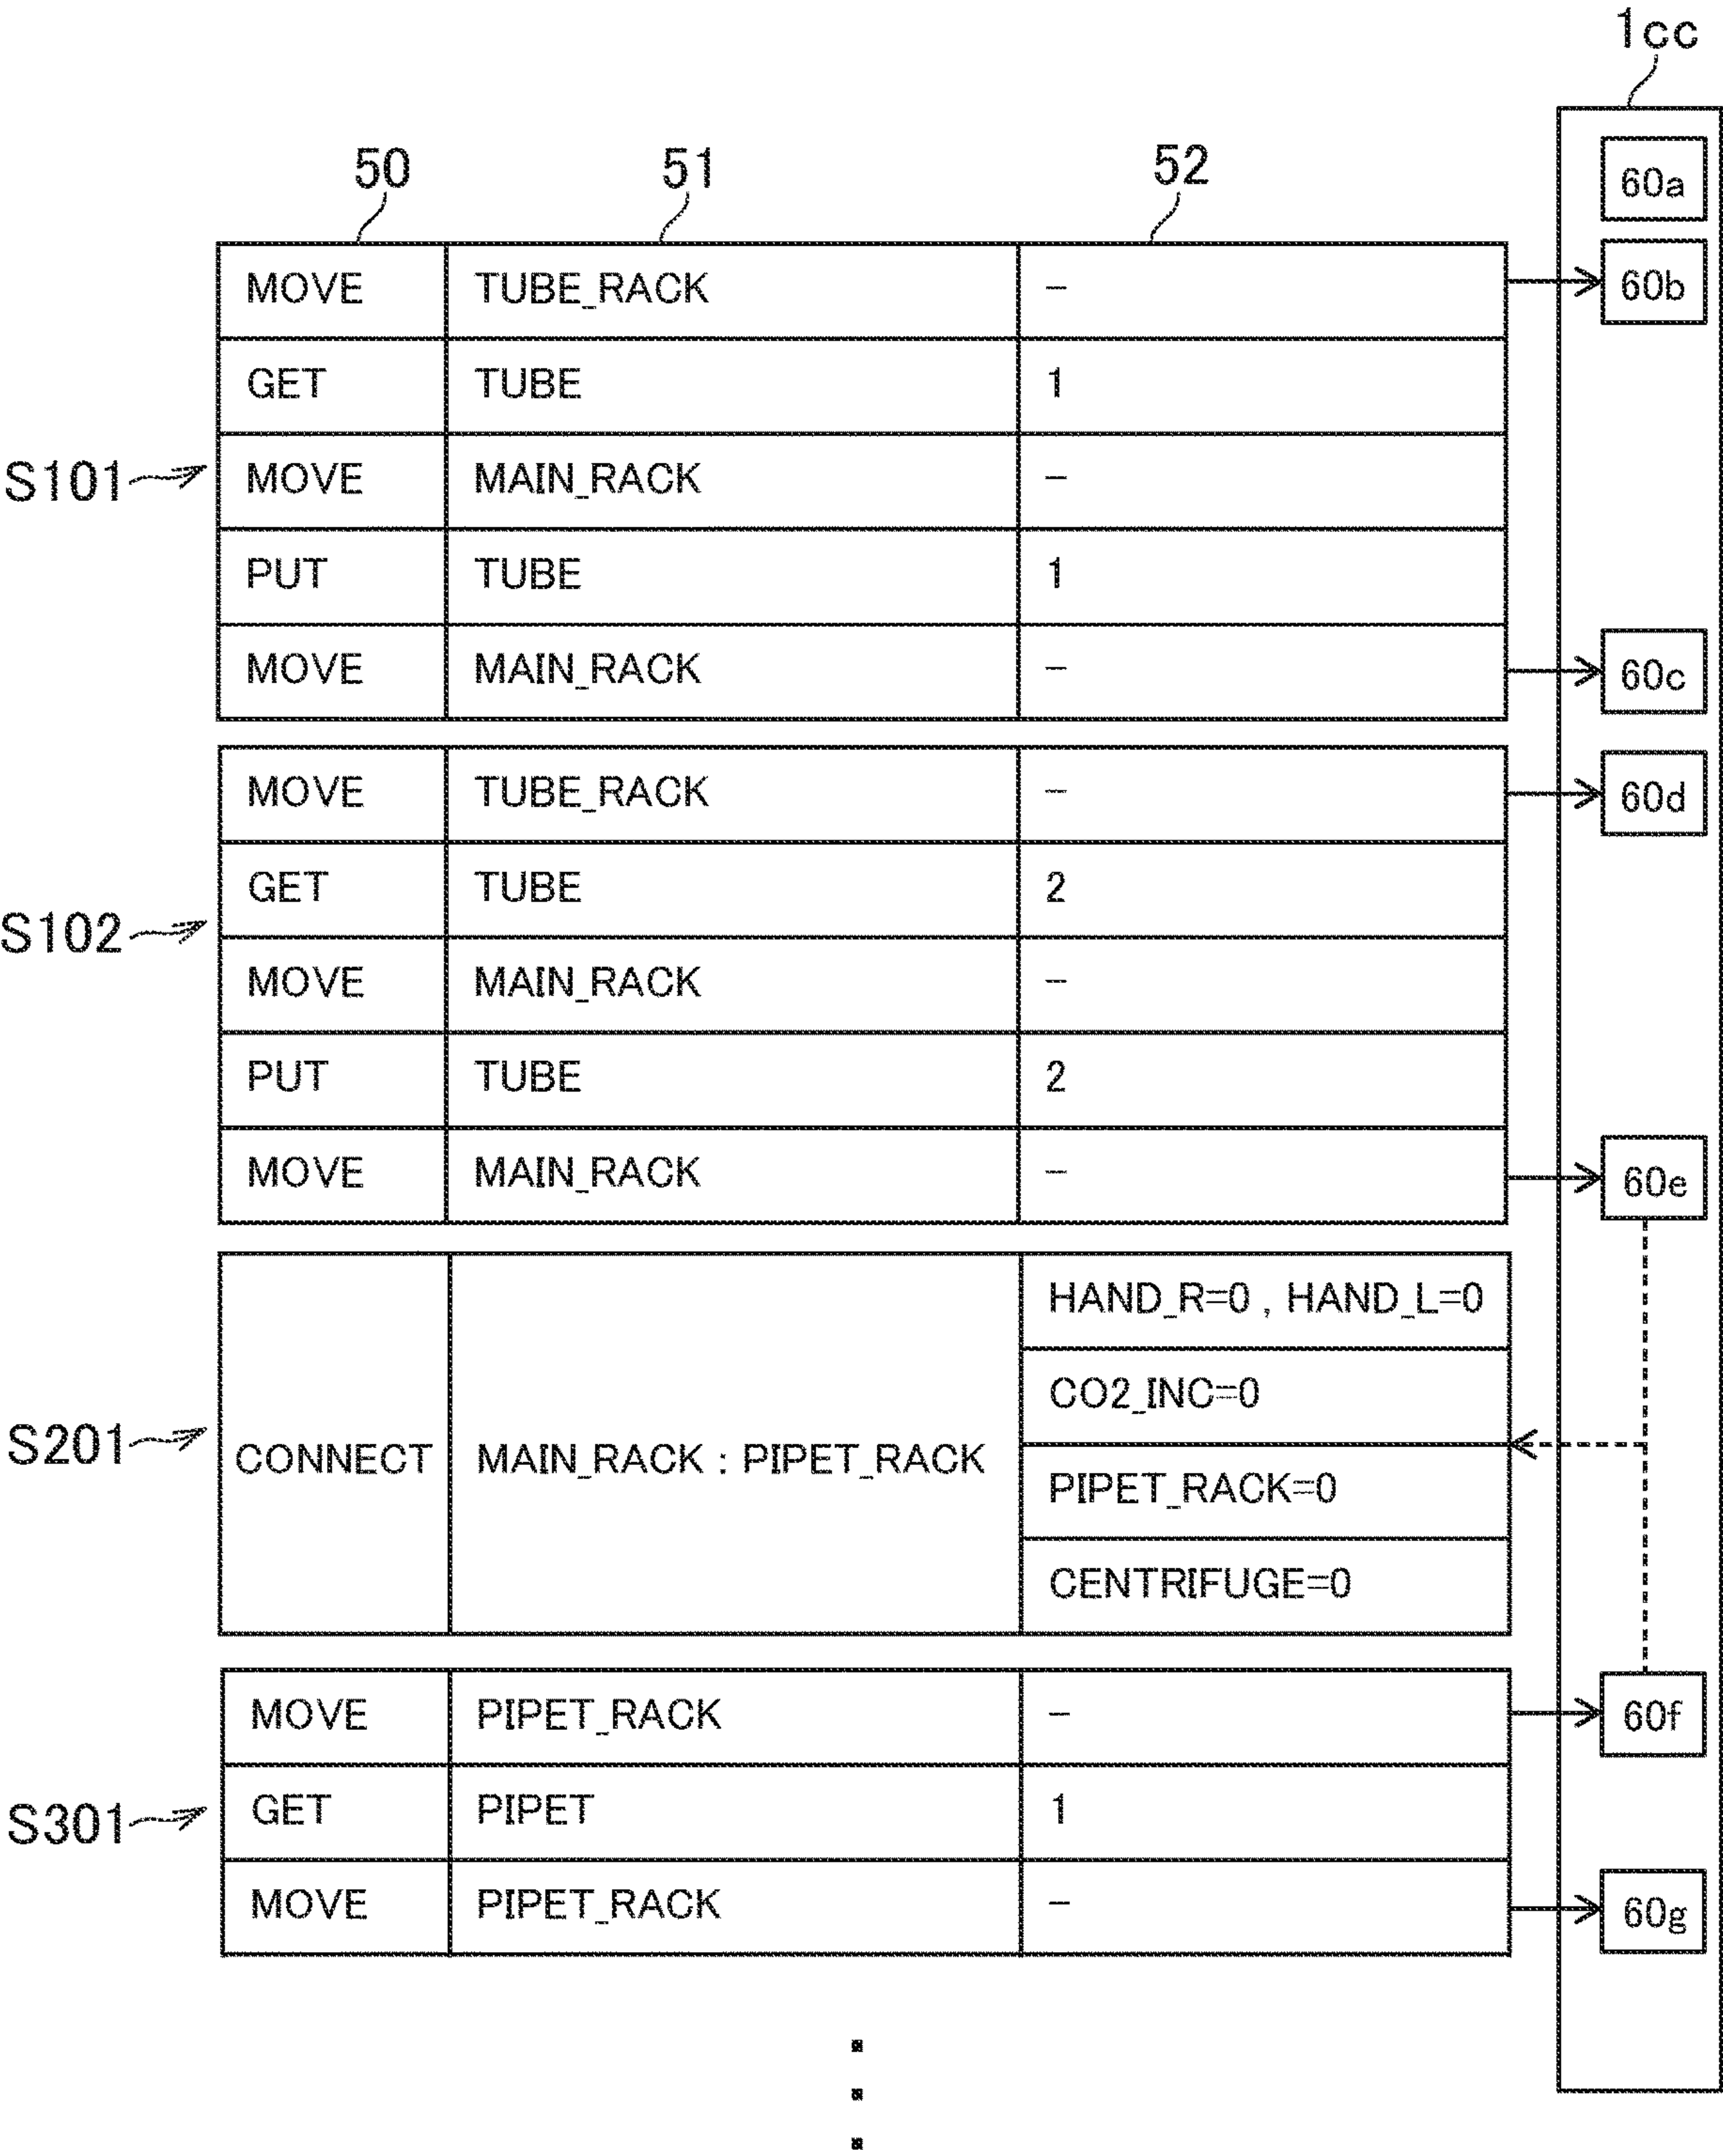 1cc
50 51 52
60a
MOVE TUBE_RACK – 60b
GET TUBE 1
S101 MOVE MAIN_RACK –
PUT TUBE 1
MOVE MAIN_RACK – 60c
MOVE TUBE_RACK – 60d
GET TUBE 2
S102
MOVE MAIN_RACK –
PUT TUBE 2
MOVE MAIN_RACK – 60e
HAND_R=0 , HAND_L=0
CO2_INC=0
S201
CONNECT MAIN_RACK : PIPET_RACK
PIPET_RACK=0
CENTRIFUGE=0
MOVE PIPET_RACK – 60f
S301 GET PIPET 1
MOVE PIPET_RACK – 60g